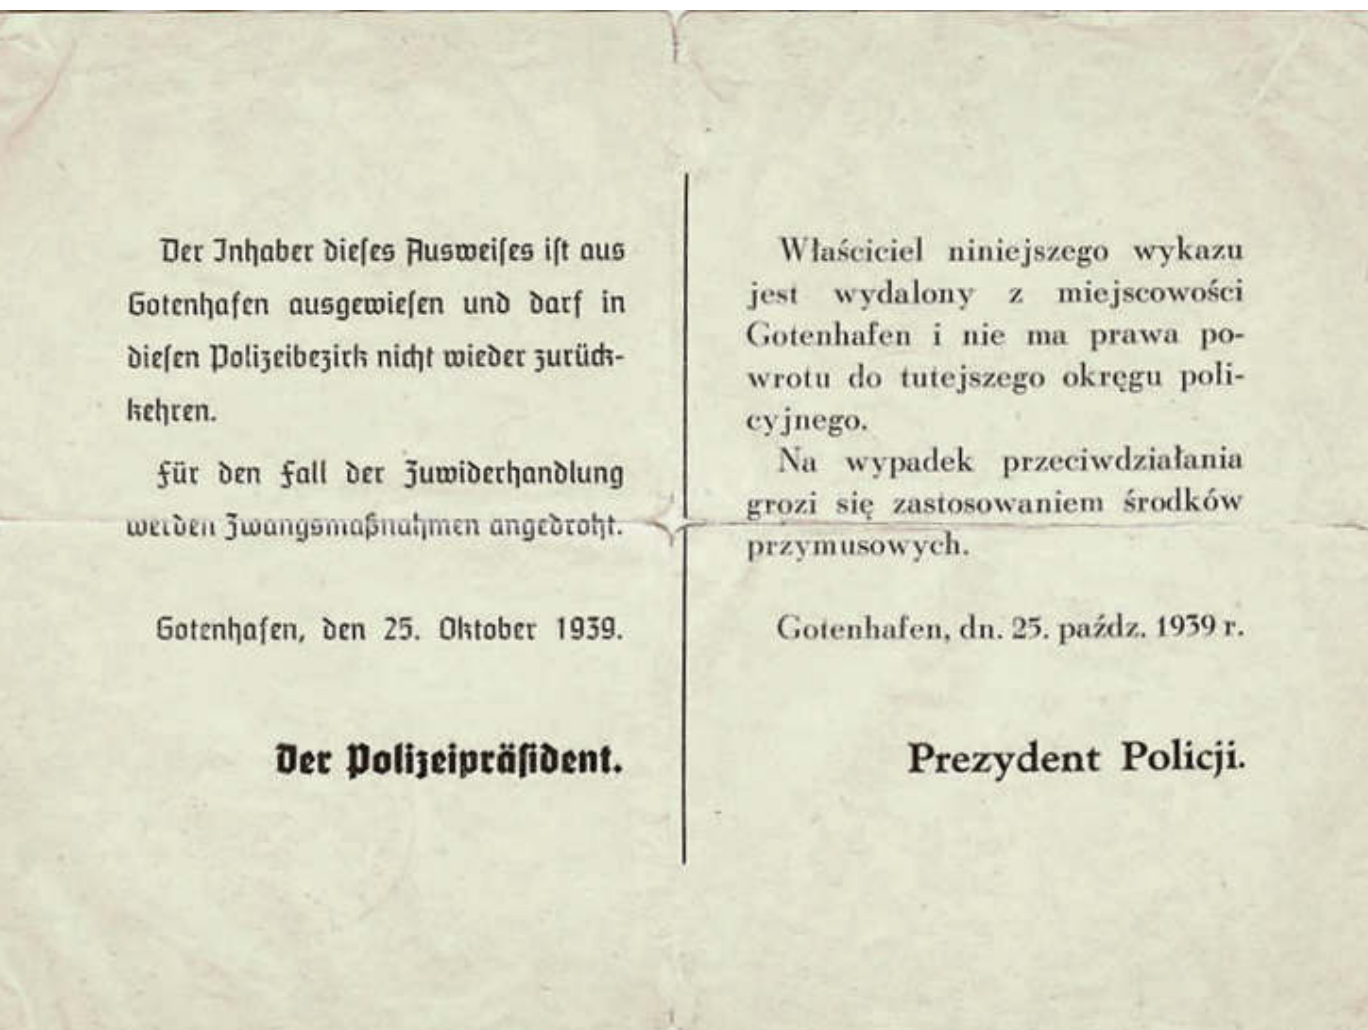 Der Inhaber dieſes Ausweiſes iſt aus
Gotenhafen ausgewieſen und darf in
dieſen Polizeibezirk nicht wieder zurück-
kehren.
Für den Fall der Zuwiderhandlung
werden Zwangsmaßnahmen angedroht.
Gotenhafen, den 25. Oktober 1939.
Der Polizeipräſident.
Właściciel niniejszego wykazu
jest wydalony z miejscowości
Gotenhafen i nie ma prawa po-
wrotu do tutejszego okręgu poli-
cyjnego.
Na wypadek przeciwdziałania
grozi się zastosowaniem środków
przymusowych.
Gotenhafen, dn. 25. paźdz. 1939 r.
Prezydent Policji.